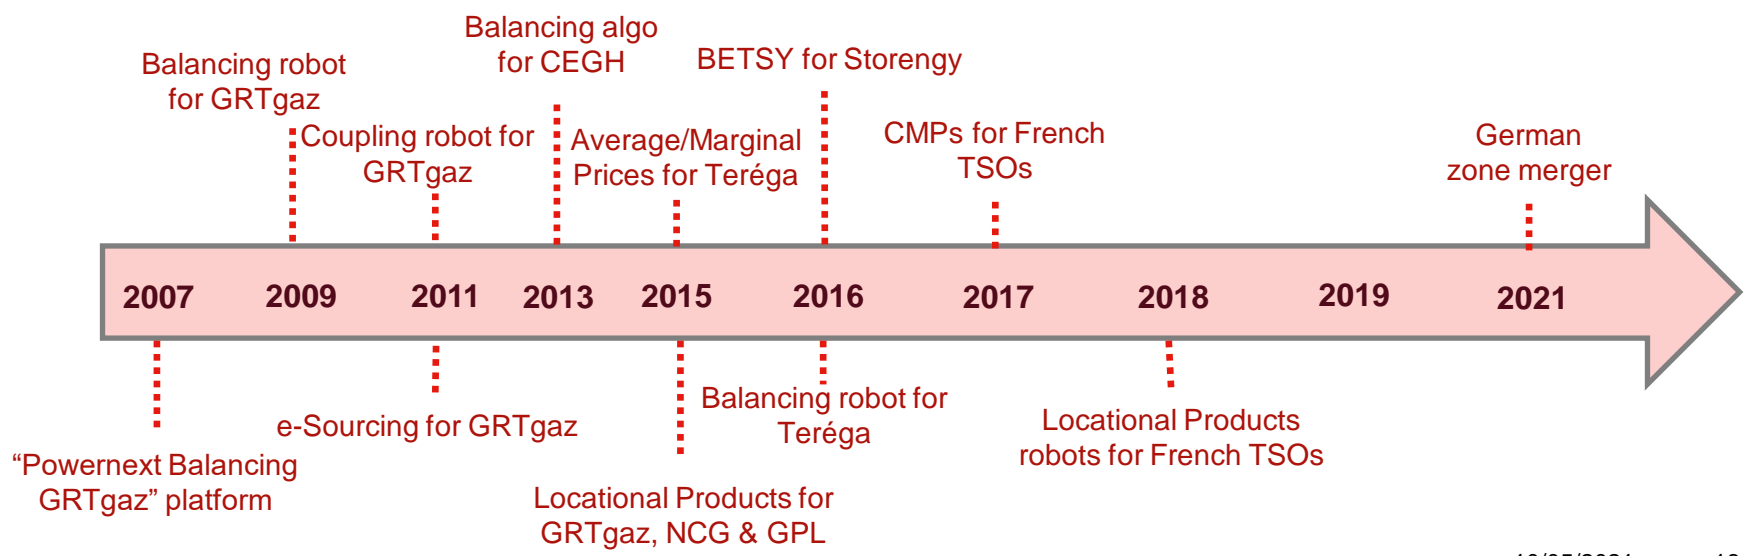 Balancing algo
for CEGH
BETSY for Storengy
Balancing robot
for GRTgaz
Coupling robot for
GRTgaz
Average/Marginal
Prices for Teréga
CMPs for French
TSOs
German
zone merger
2007 2009 2011 2013 2015 2016 2017 2018 2019 2021
“Powernext Balancing
GRTgaz” platform
e-Sourcing for GRTgaz
Locational Products for
GRTgaz, NCG & GPL
Balancing robot for
Teréga
Locational Products
robots for French TSOs